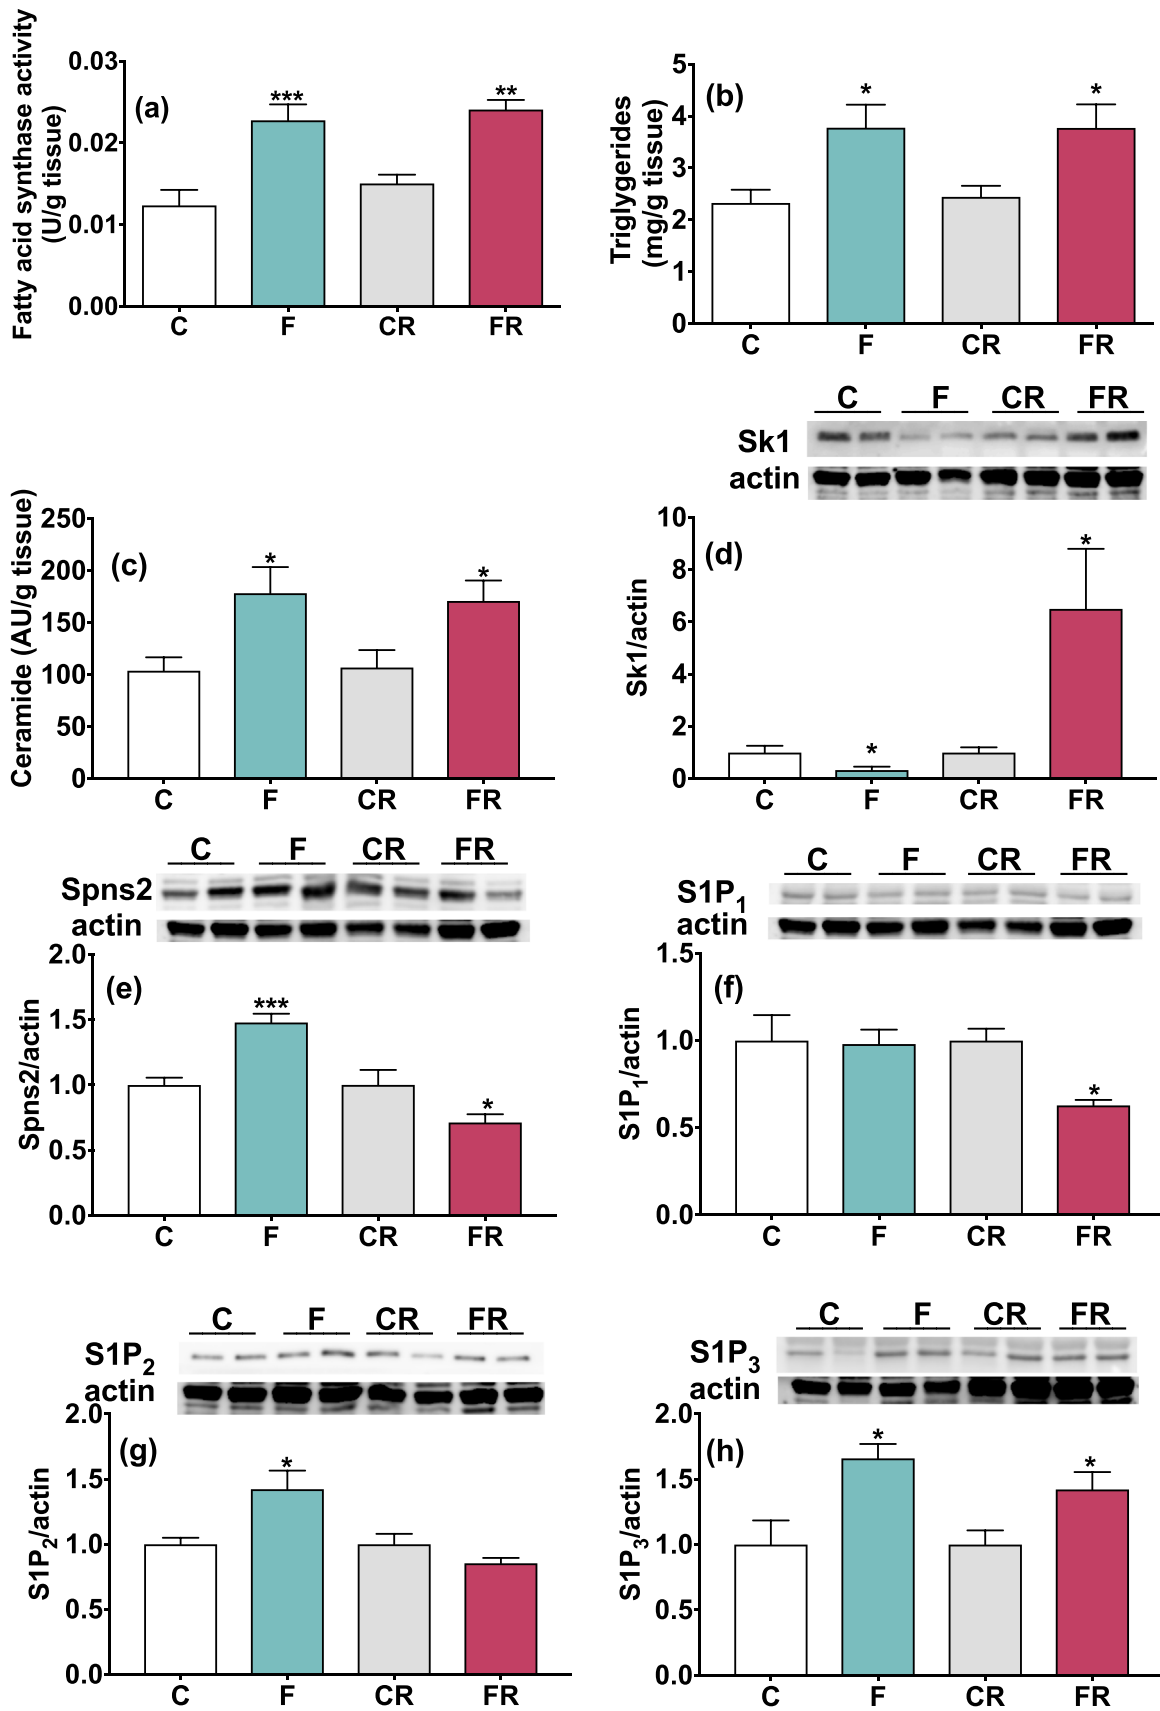 Fatty acid synthase activity
(U/g tissue)
0.03
0.02
0.01
0.00
(a)
***
**
C F CR FR
Triglygerides
(mg/g tissue)
5
4
3
2
1
0
(b)
*
*
C F CR FR
Ceramide (AU/g tissue)
250
200
150
100
50
0
(c)
*
*
C F CR FR
C F CR FR
Sk1
actin
Sk1/actin
10
8
6
4
2
0
(d)
*
*
C F CR FR
C F CR FR
Spns2
actin
Spns2/actin
2.0
1.5
1.0
0.5
0.0
(e)
***
*
C F CR FR
C F CR FR
S1P1
actin
S1P1/actin
1.5
1.0
0.5
0.0
(f)
*
C F CR FR
C F CR FR
S1P2
actin
S1P2/actin
2.0
1.5
1.0
0.5
0.0
(g)
*
C F CR FR
C F CR FR
S1P3
actin
S1P3/actin
2.0
1.5
1.0
0.5
0.0
(h)
*
*
C F CR FR